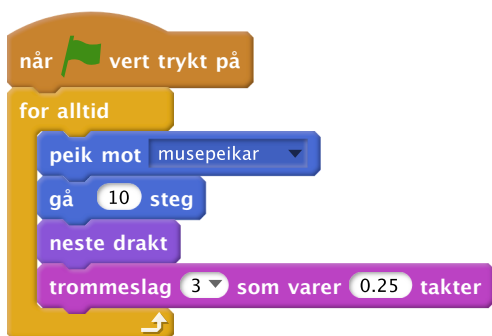 når vert trykt på
for alltid
peik mot musepeikar
gå 10 steg
neste drakt
trommeslag 3 som varer 0.25 takter